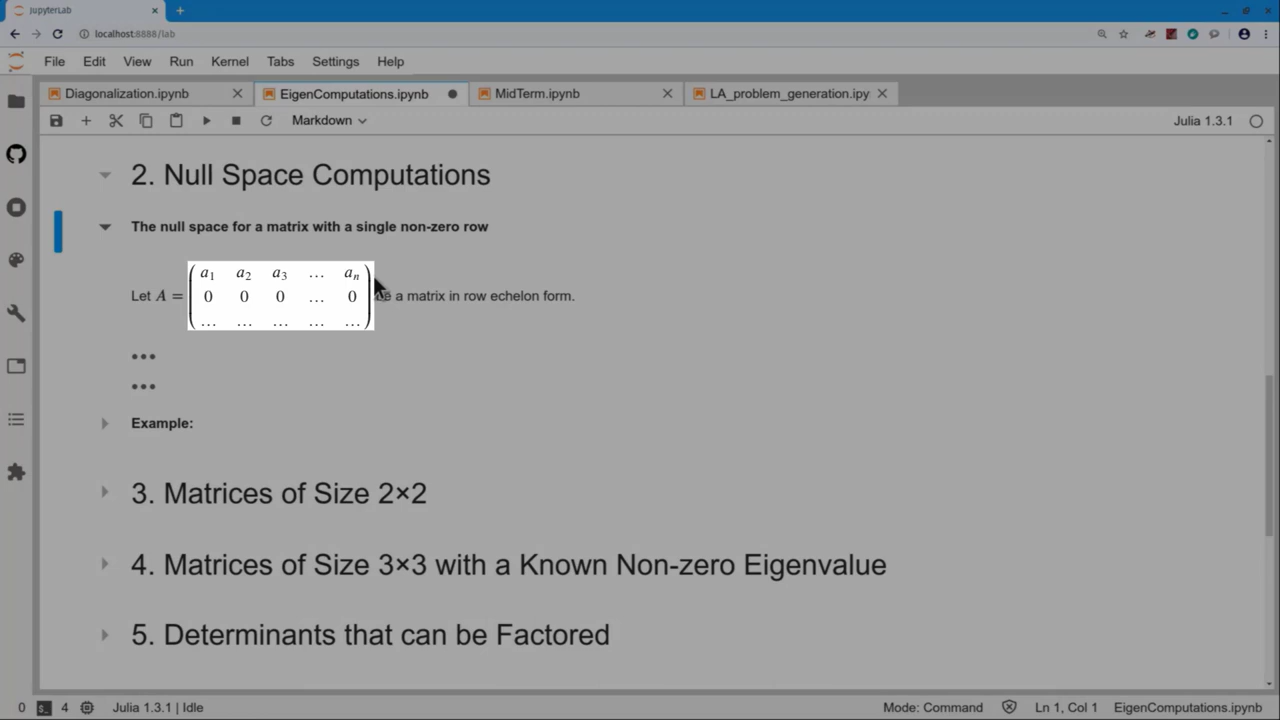 JupyterLab
localhost:8888/lab
File Edit View Run Kernel Tabs Settings Help
Diagonalization.ipynb EigenComputations.ipynb MidTerm.ipynb LA_problem_generation.ipy
Markdown Julia 1.3.1
2. Null Space Computations
The null space for a matrix with a single non-zero row
a₁ a₂ a₃ … aₙ
Let A = 0 0 0 … 0 a matrix in row echelon form.
… … … … …
•••
•••
Example:
3. Matrices of Size 2×2
4. Matrices of Size 3×3 with a Known Non-zero Eigenvalue
5. Determinants that can be Factored
0 $_ 4 Julia 1.3.1 | Idle Mode: Command Ln 1, Col 1 EigenComputations.ipynb